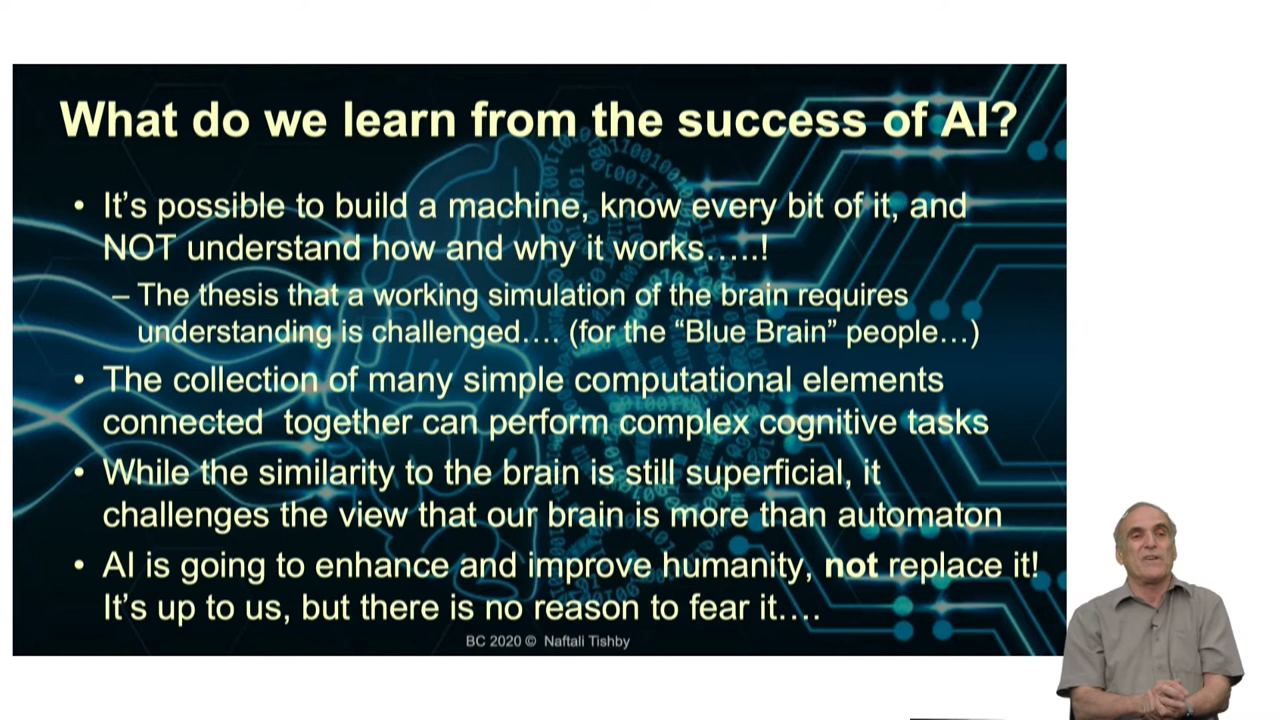 What do we learn from the success of AI?
• It’s possible to build a machine, know every bit of it, and
NOT understand how and why it works…..!
– The thesis that a working simulation of the brain requires
understanding is challenged…. (for the “Blue Brain” people…)
• The collection of many simple computational elements
connected  together can perform complex cognitive tasks
• While the similarity to the brain is still superficial, it
challenges the view that our brain is more than automaton
• AI is going to enhance and improve humanity, not replace it!
It’s up to us, but there is no reason to fear it….
BC 2020 © Naftali Tishby